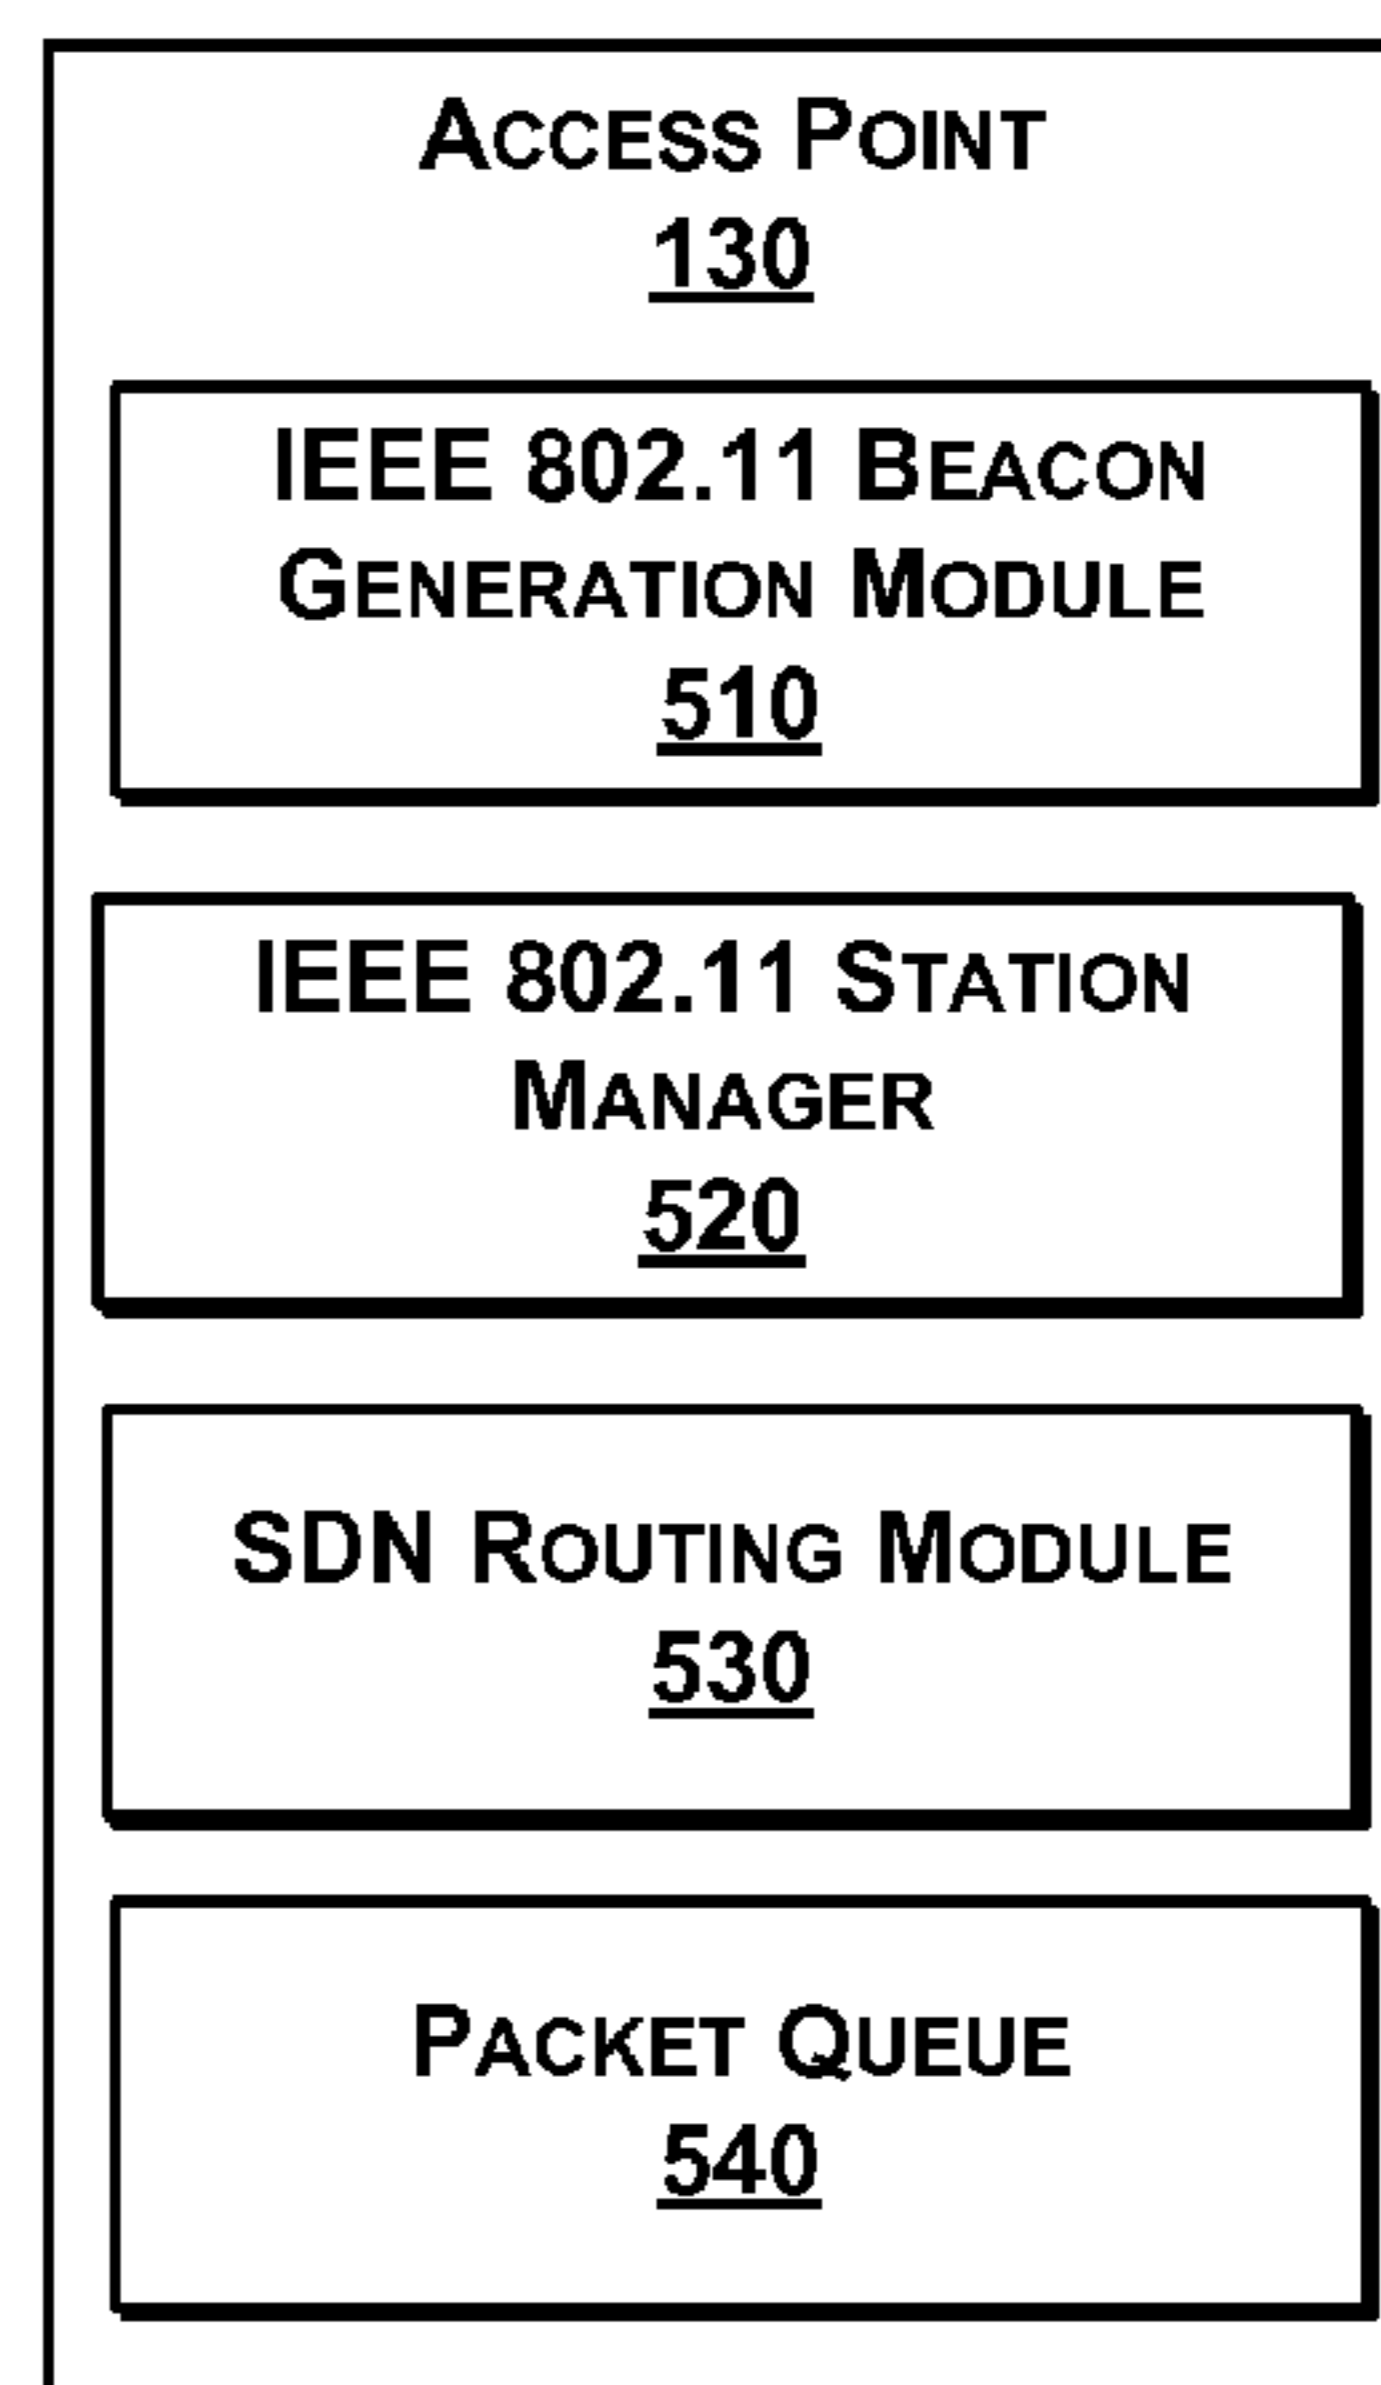 ACCESS POINT
130
IEEE 802.11 BEACON
GENERATION MODULE
510
IEEE 802.11 STATION
MANAGER
520
SDN ROUTING MODULE
530
PACKET QUEUE
540